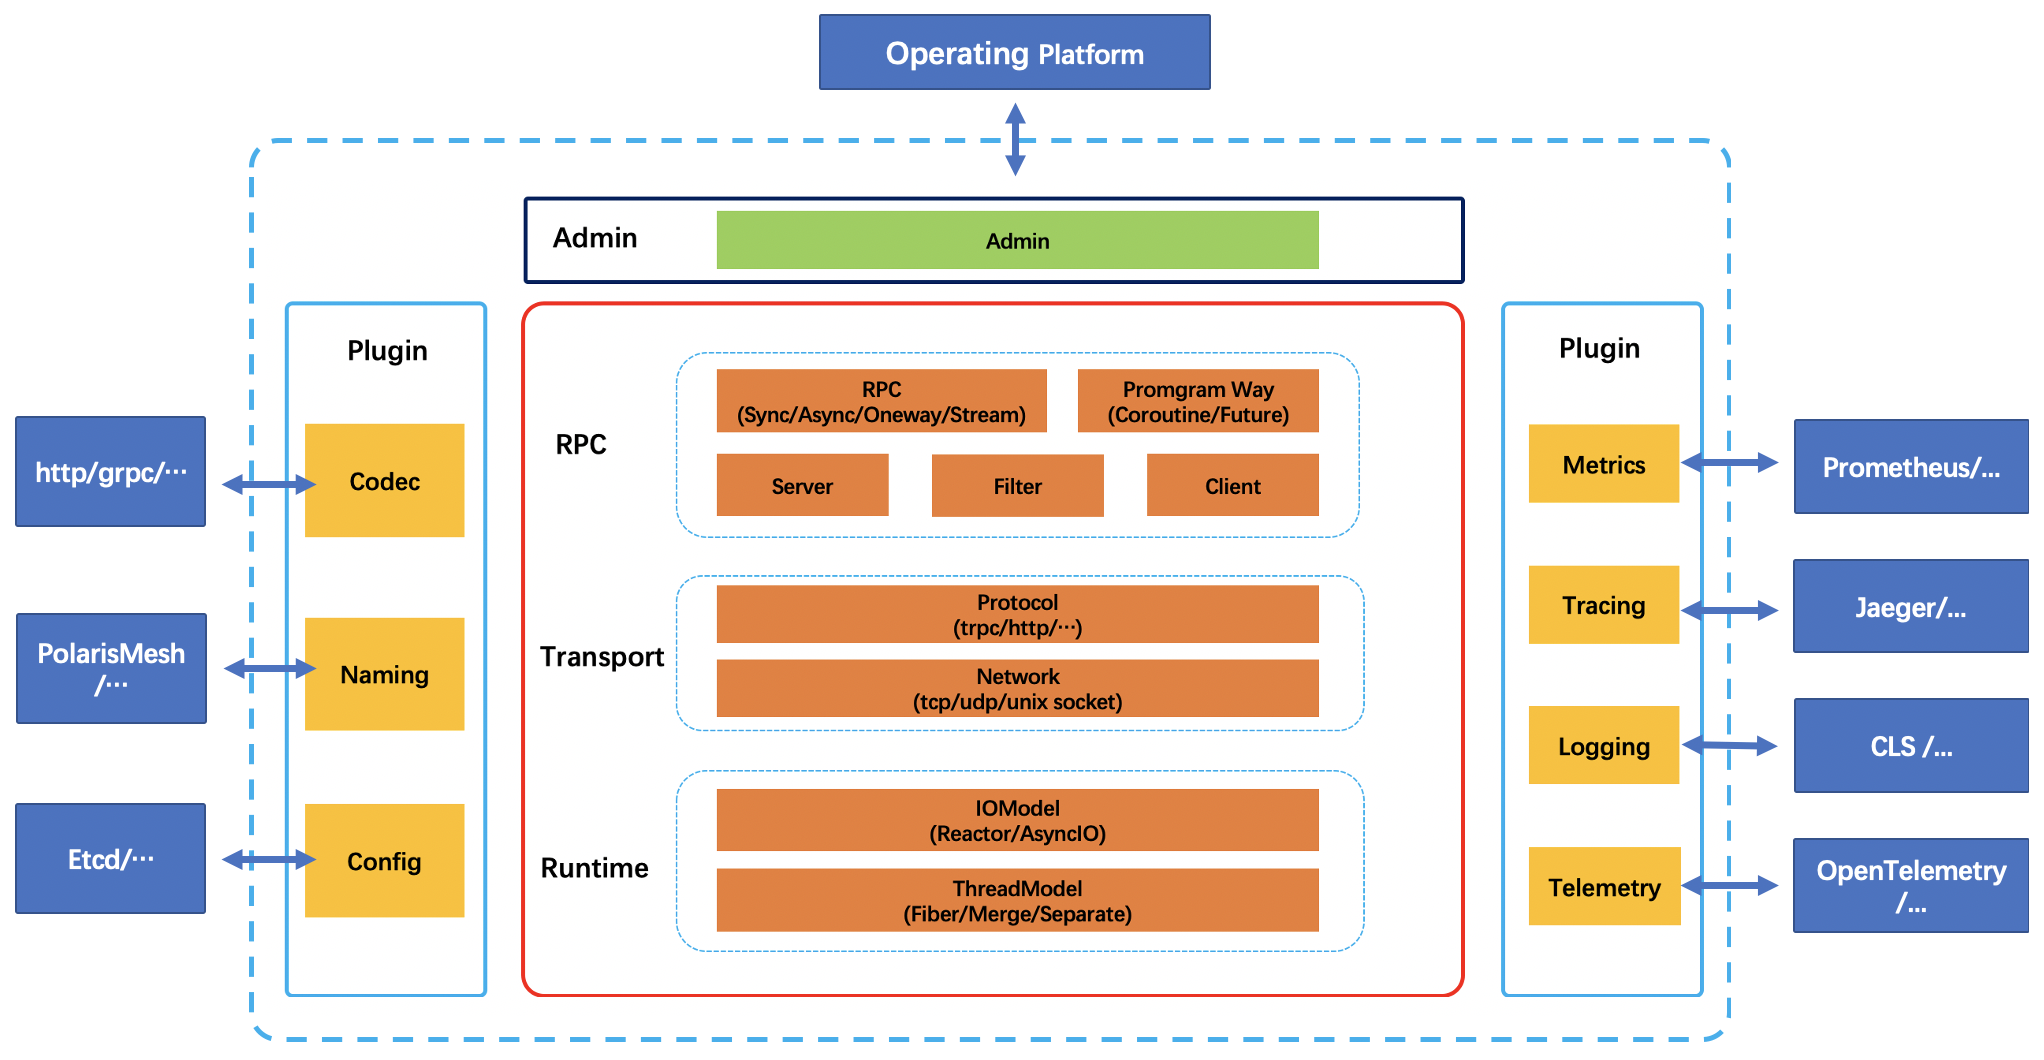 Operating Platform
Admin
Admin
Plugin
http/grpc/···
Codec
PolarisMesh
/···
Naming
Etcd/···
Config
RPC
RPC
(Sync/Async/Oneway/Stream)
Promgram Way
(Coroutine/Future)
Server
Filter
Client
Transport
Protocol
(trpc/http/···)
Network
(tcp/udp/unix socket)
Runtime
IOModel
(Reactor/AsyncIO)
ThreadModel
(Fiber/Merge/Separate)
Plugin
Metrics
Prometheus/...
Tracing
Jaeger/...
Logging
CLS /...
Telemetry
OpenTelemetry
/...